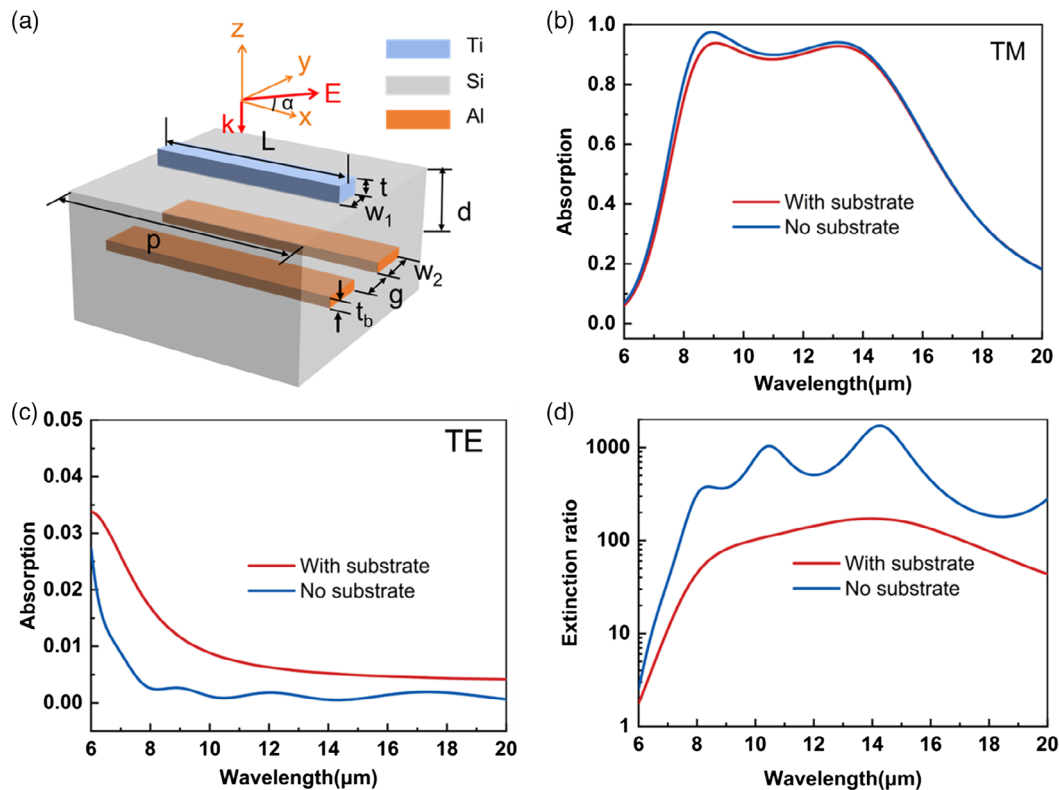 (a)
z
y
E
α
x
k
Ti
Si
Al
L
t
w1
d
p
w2
g
tb
(b)
TM
Absorption
1.0
0.8
0.6
0.4
0.2
0.0
With substrate
No substrate
6 8 10 12 14 16 18 20
Wavelength(μm)
(c)
TE
Absorption
0.05
0.04
0.03
0.02
0.01
0.00
With substrate
No substrate
6 8 10 12 14 16 18 20
Wavelength(μm)
(d)
Extinction ratio
1000
100
10
1
With substrate
No substrate
6 8 10 12 14 16 18 20
Wavelength(μm)